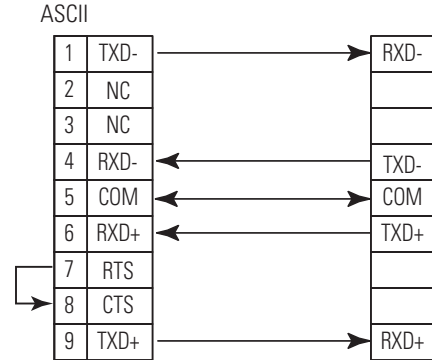 ASCII
1 TXD- RXD-
2 NC
3 NC
4 RXD- TXD-
5 COM COM
6 RXD+ TXD+
7 RTS
8 CTS
9 TXD+ RXD+